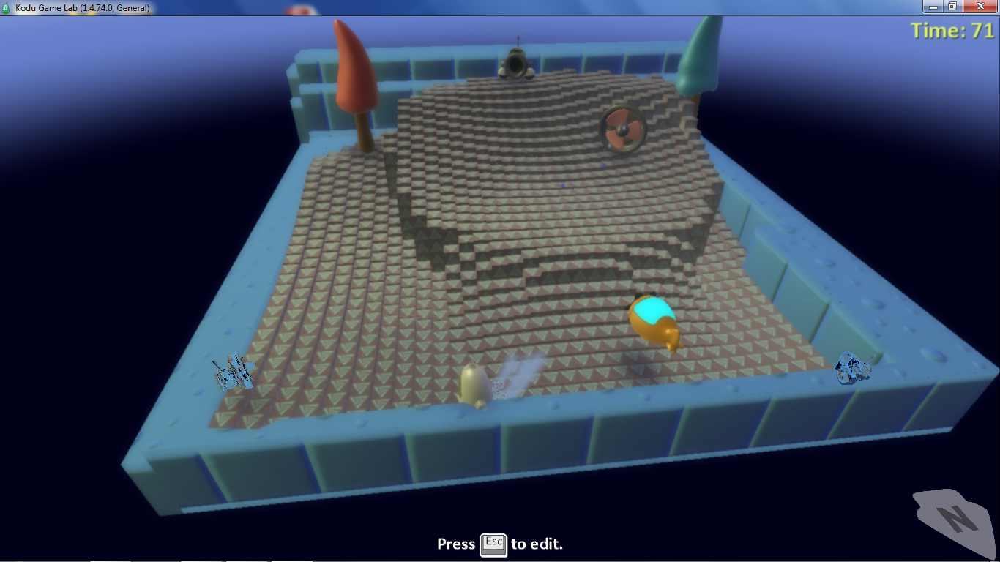 Kodu Game Lab (1.4.74.0, General)
Time: 71
N
Press Esc to edit.